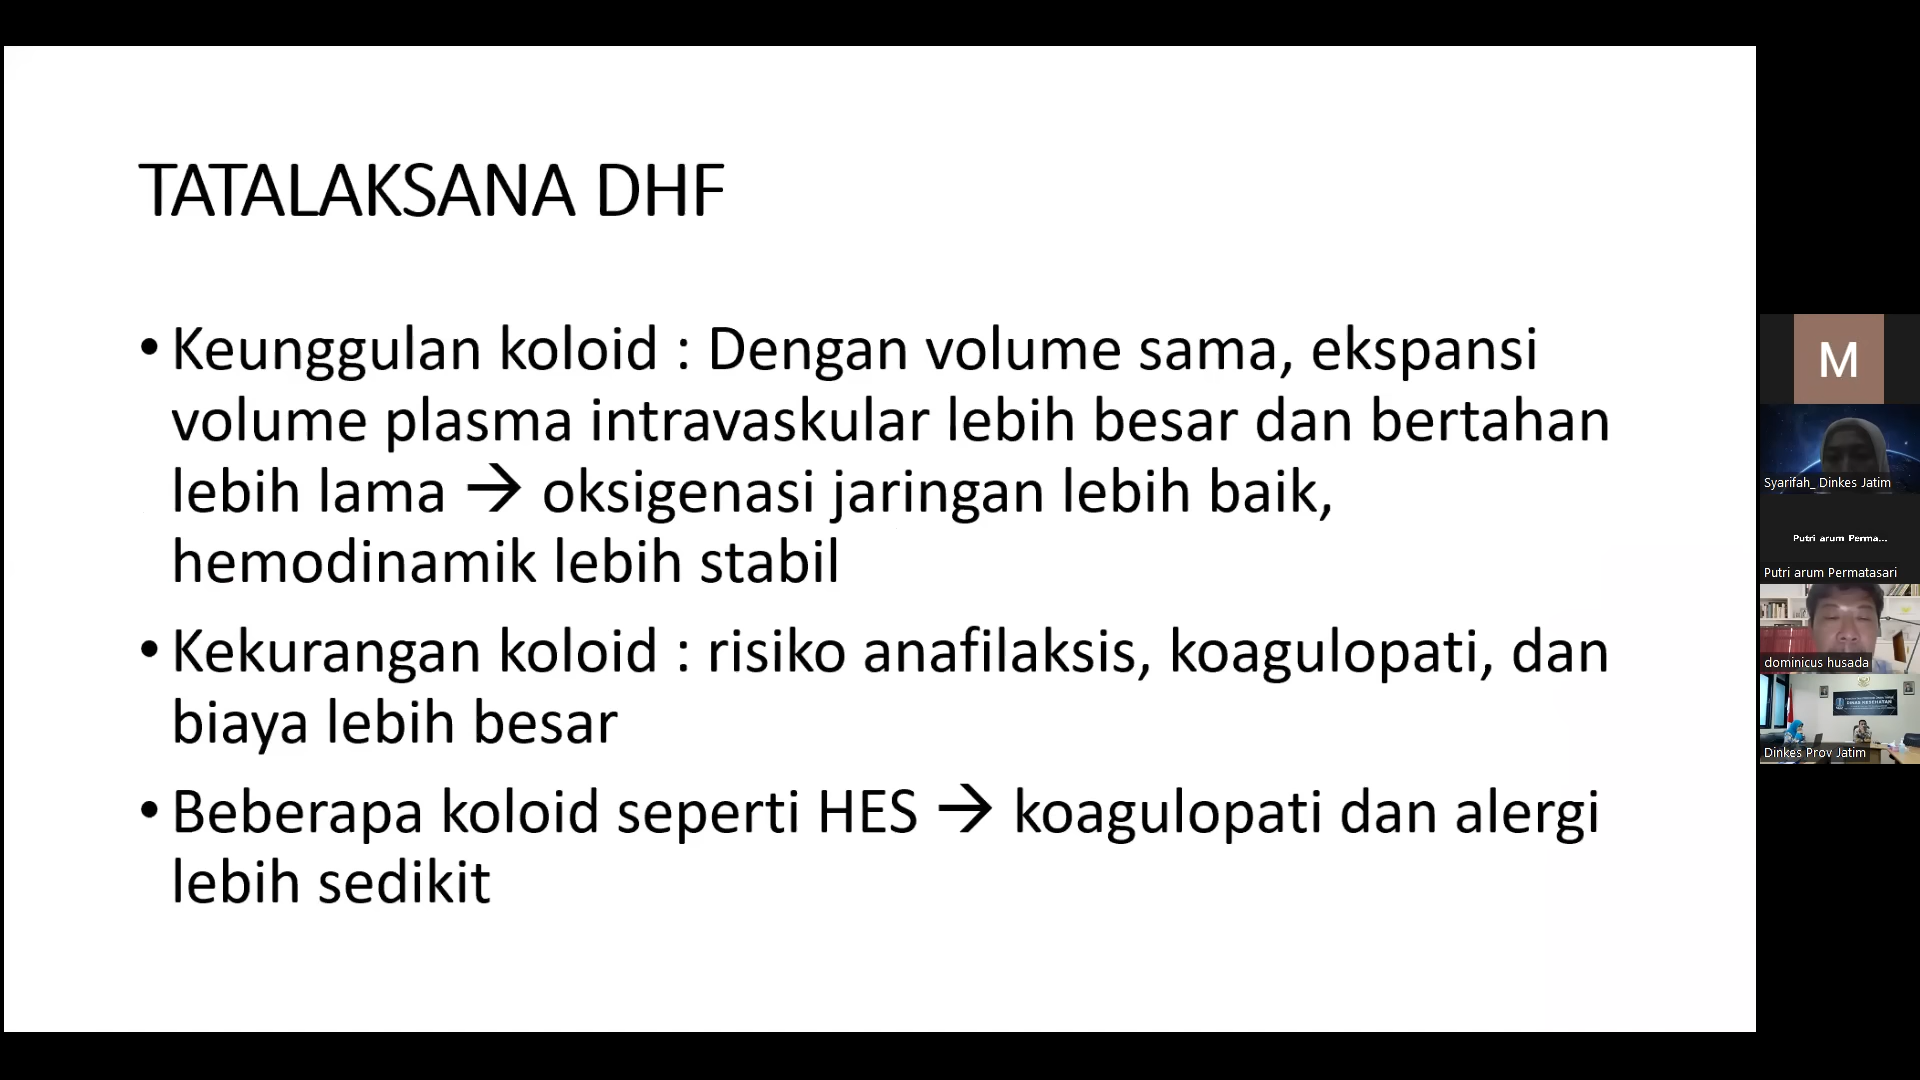 TATALAKSANA DHF
• Keunggulan koloid : Dengan volume sama, ekspansi
volume plasma intravaskular lebih besar dan bertahan
lebih lama → oksigenasi jaringan lebih baik,
hemodinamik lebih stabil
• Kekurangan koloid : risiko anafilaksis, koagulopati, dan
biaya lebih besar
• Beberapa koloid seperti HES → koagulopati dan alergi
lebih sedikit
M
Syarifah_ Dinkes Jatim
Putri arum Perma...
Putri arum Permatasari
dominicus husada
DINAS KESEHATAN
Dinkes Prov Jatim